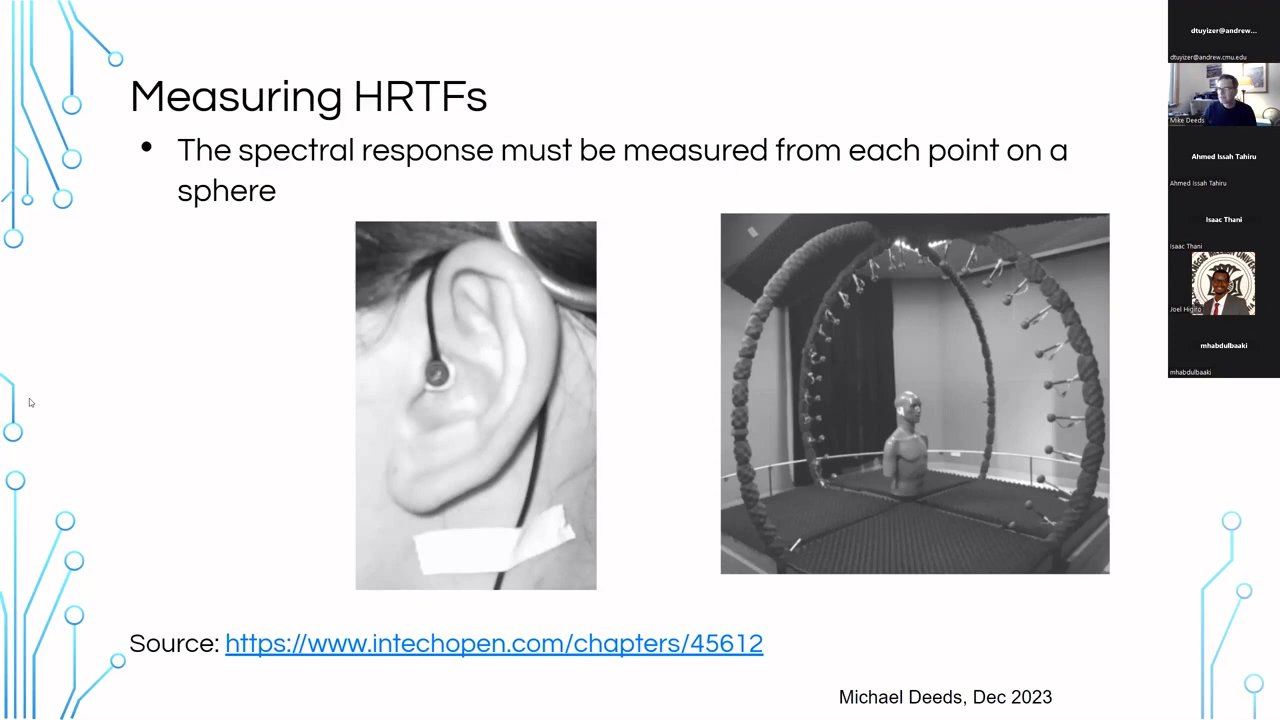 Measuring HRTFs
• The spectral response must be measured from each point on a
sphere
Source: https://www.intechopen.com/chapters/45612
Michael Deeds, Dec 2023
dtuyizer@andrew...
dtuyizer@andrew.cmu.edu
Mike Deeds
Ahmed Issah Tahiru
Ahmed Issah Tahiru
Isaac Thani
Isaac Thani
mhabdulbaaki
mhabdulbaaki